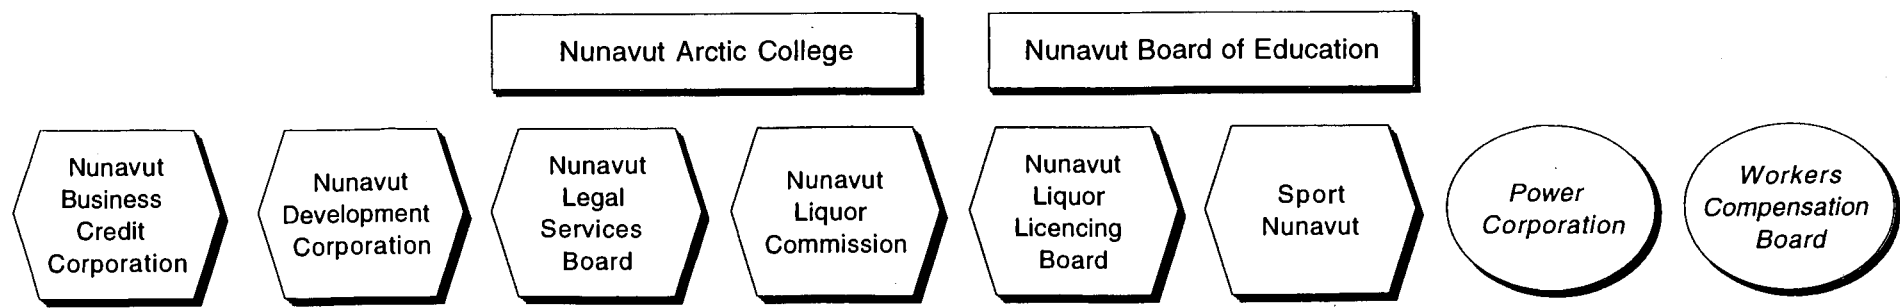 Nunavut Arctic College
Nunavut Board of Education
Nunavut
Business
Credit
Corporation
Nunavut
Development
Corporation
Nunavut
Legal
Services
Board
Nunavut
Liquor
Commission
Nunavut
Liquor
Licencing
Board
Sport
Nunavut
Power
Corporation
Workers
Compensation
Board